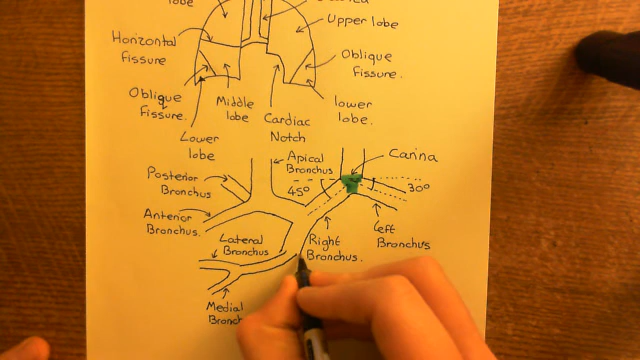 lobe
Upper lobe
Horizontal
fissure
Oblique
Fissure.
Oblique
Fissure.
Middle
lobe
Cardiac
Notch
lower
lobe.
Lower
lobe
Apical
Bronchus
Carina
Posterior
Bronchus
45°
30°
Anterior
Bronchus.
Lateral
Bronchus
Right
Bronchus.
Left
Bronchus
Medial